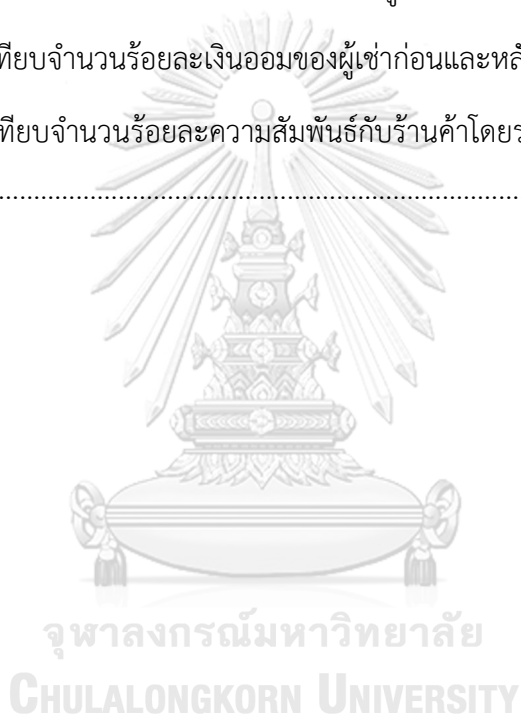 ทียบจำนวนร้อยละเงินออมของผู้เช่าก่อนและหลั
ทียบจำนวนร้อยละความสัมพันธ์กับร้านค้าโดยร
................................................................................
จุฬาลงกรณ์มหาวิทยาลัย
CHULALONGKORN UNIVERSITY